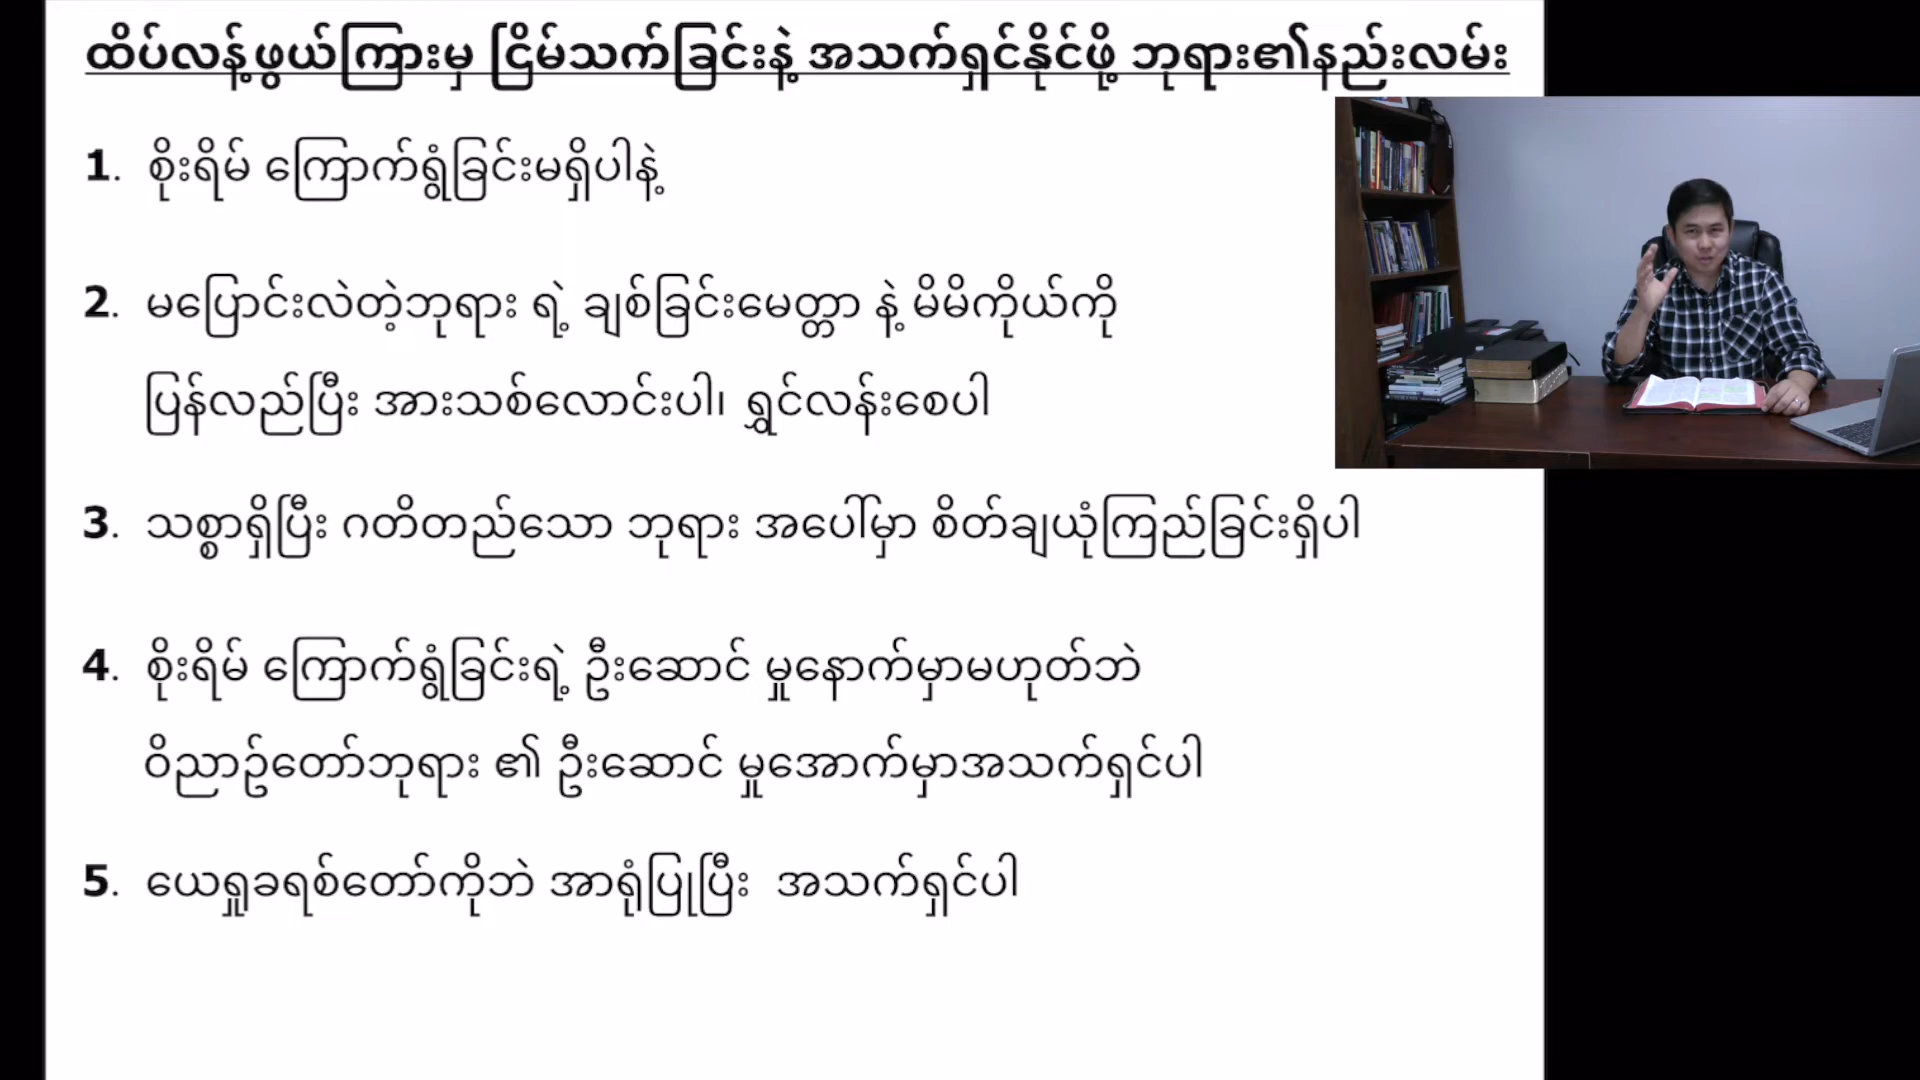 ထိပ်လန့်ဖွယ်ကြားမှ ငြိမ်သက်ခြင်းနဲ့ အသက်ရှင်နိုင်ဖို့ ဘုရား၏နည်းလမ်း
1. စိုးရိမ် ကြောက်ရွံ့ခြင်းမရှိပါနဲ့
2. မပြောင်းလဲတဲ့ဘုရား ရဲ့ ချစ်ခြင်းမေတ္တာ နဲ့ မိမိကိုယ်ကို
ပြန်လည်ပြီး အားသစ်လောင်းပါ၊ ရွှင်လန်းစေပါ
3. သစ္စာရှိပြီး ဂတိတည်သော ဘုရား အပေါ်မှာ စိတ်ချယုံကြည်ခြင်းရှိပါ
4. စိုးရိမ် ကြောက်ရွံ့ခြင်းရဲ့ ဦးဆောင် မှုနောက်မှာမဟုတ်ဘဲ
ဝိညာဉ်တော်ဘုရား ၏ ဦးဆောင် မှုအောက်မှာအသက်ရှင်ပါ
5. ယေရှုခရစ်တော်ကိုဘဲ အာရုံပြုပြီး အသက်ရှင်ပါ